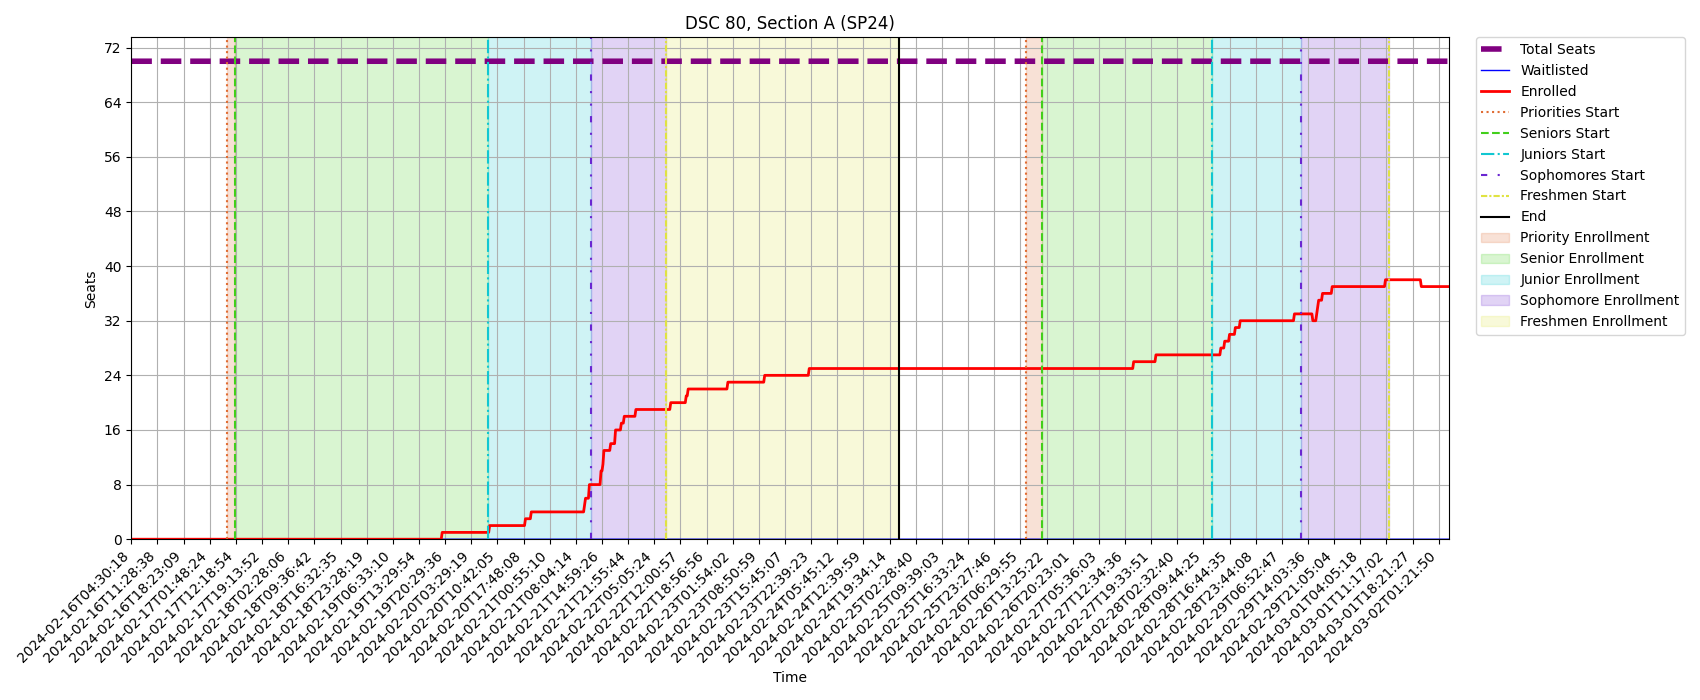 DSC 80, Section A (SP24)
Seats
72
64
56
48
40
32
24
16
8
0
2024-02-16T04:30:18
2024-02-16T11:28:38
2024-02-16T18:23:09
2024-02-17T01:48:24
2024-02-17T12:18:54
2024-02-17T19:13:52
2024-02-18T02:28:06
2024-02-18T09:36:42
2024-02-18T16:32:35
2024-02-18T23:28:19
2024-02-19T06:33:10
2024-02-19T13:29:54
2024-02-19T20:29:36
2024-02-20T03:29:19
2024-02-20T10:42:05
2024-02-20T17:48:08
2024-02-21T00:55:10
2024-02-21T08:04:14
2024-02-21T14:59:26
2024-02-21T21:55:44
2024-02-22T05:05:24
2024-02-22T12:00:57
2024-02-22T18:56:56
2024-02-23T01:54:02
2024-02-23T08:50:59
2024-02-23T15:45:07
2024-02-23T22:39:23
2024-02-24T05:45:12
2024-02-24T12:39:59
2024-02-24T19:34:14
2024-02-25T02:28:40
2024-02-25T09:39:03
2024-02-25T16:33:24
2024-02-25T23:27:46
2024-02-26T06:29:55
2024-02-26T13:25:22
2024-02-26T20:23:01
2024-02-27T05:36:03
2024-02-27T12:34:36
2024-02-27T19:33:51
2024-02-28T02:32:40
2024-02-28T09:44:25
2024-02-28T16:44:35
2024-02-28T23:44:08
2024-02-29T06:52:47
2024-02-29T14:03:36
2024-02-29T21:05:04
2024-03-01T04:05:18
2024-03-01T11:17:02
2024-03-01T18:21:27
2024-03-02T01:21:50
Time
Total Seats
Waitlisted
Enrolled
Priorities Start
Seniors Start
Juniors Start
Sophomores Start
Freshmen Start
End
Priority Enrollment
Senior Enrollment
Junior Enrollment
Sophomore Enrollment
Freshmen Enrollment